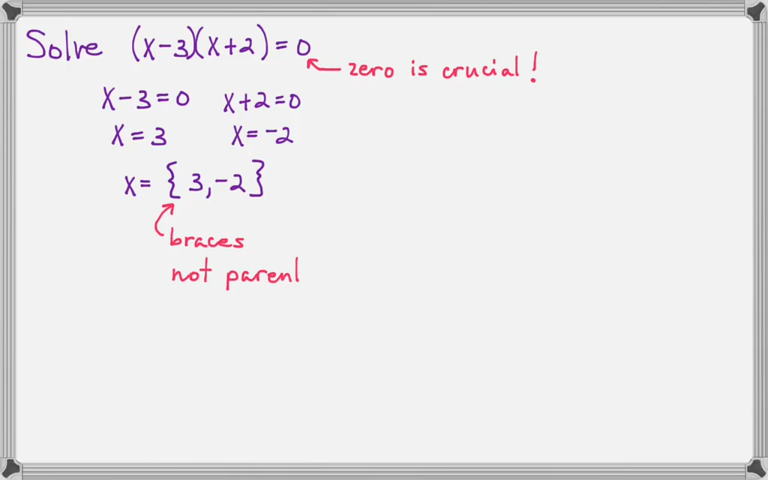 Solve (x-3)(x+2)=0
zero is crucial!
x-3=0 x+2=0
x=3 x=-2
x= {3,-2}
braces
not paren